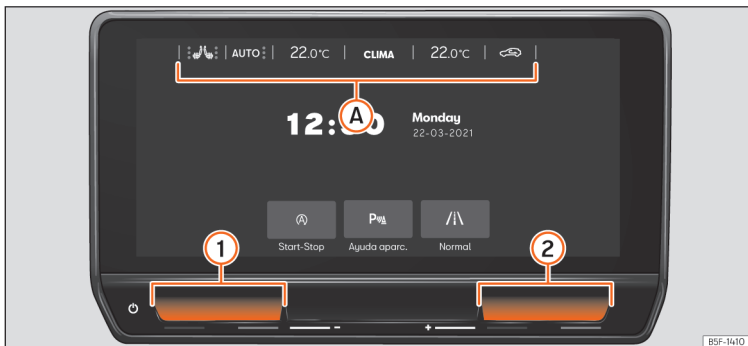 AUTO 22.0°C CLIMA 22.0°C
A
12: 0 Monday
22-03-2021
A P
Start-Stop Ayuda aparc. Normal
1 2
- +
B5F-1410